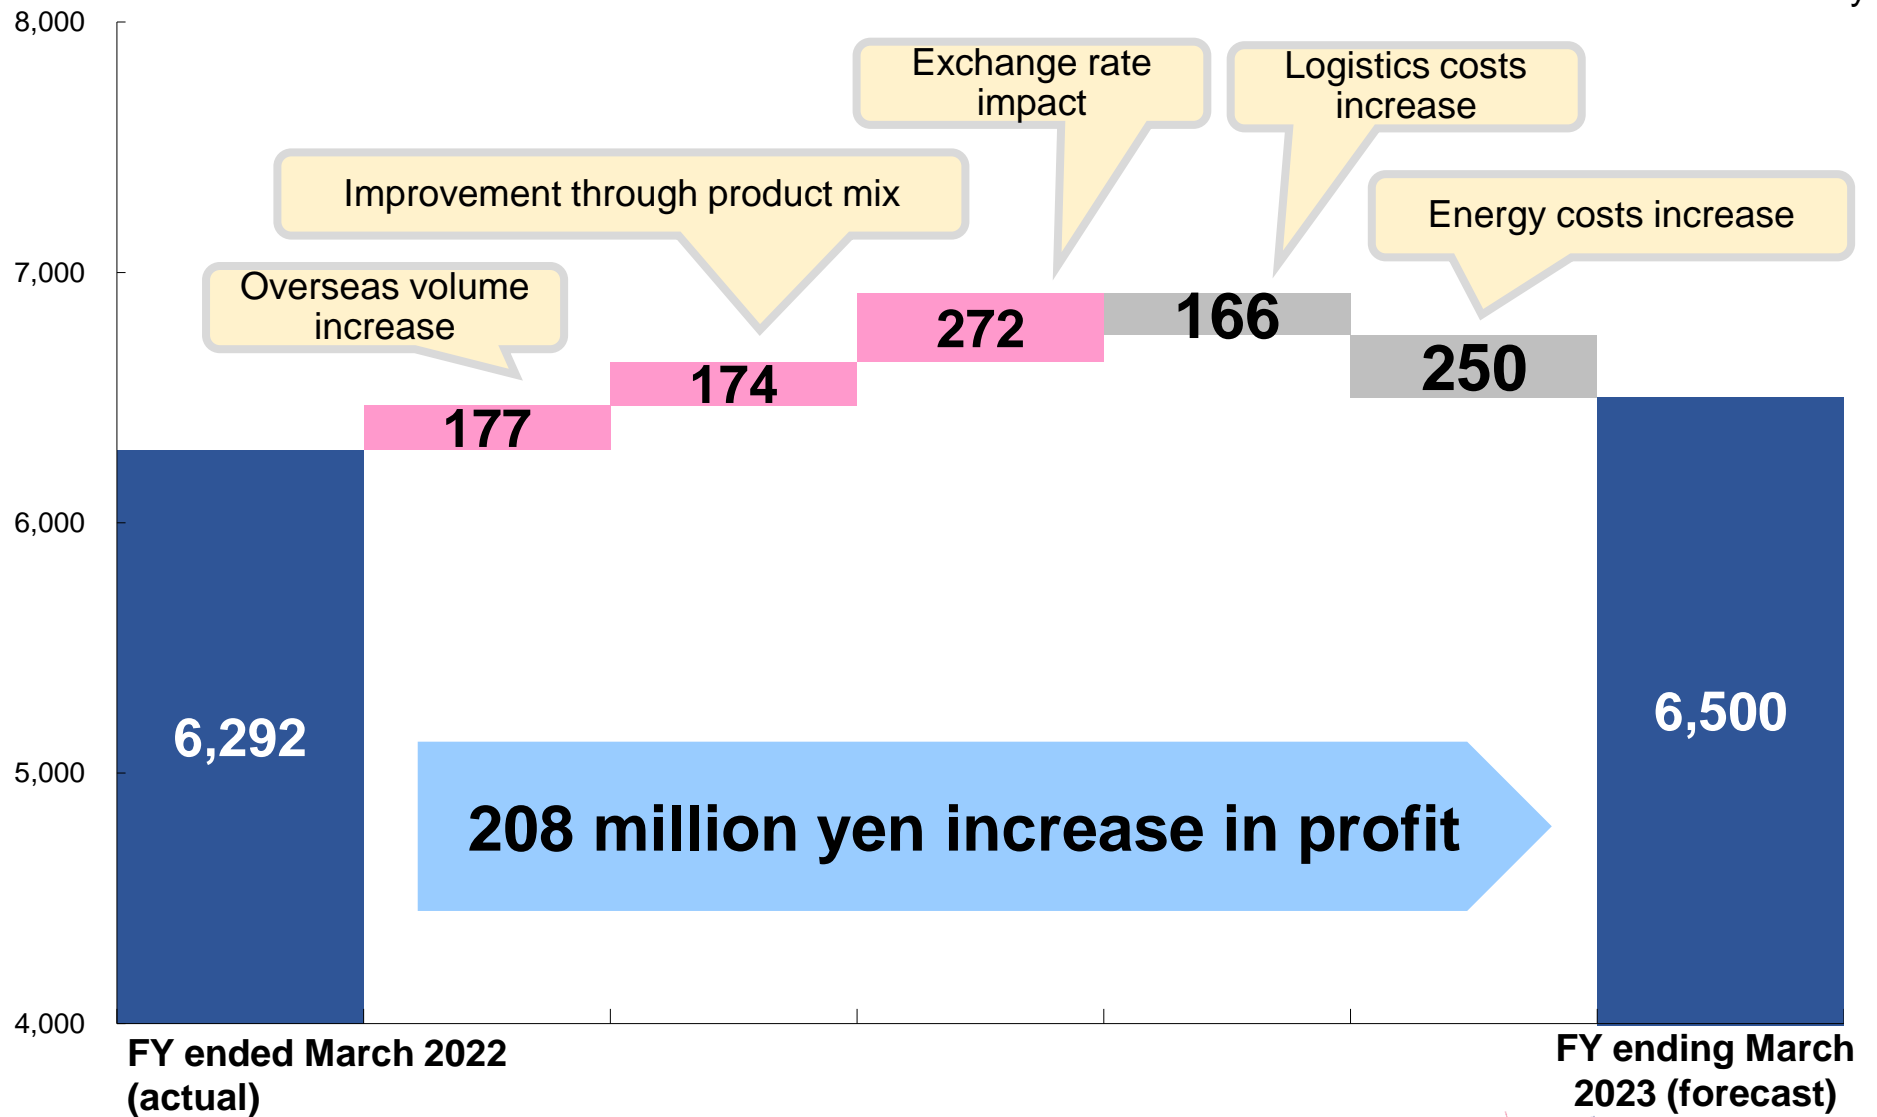 8,000
7,000
6,000
5,000
4,000
Exchange rate
impact
Logistics costs
increase
Improvement through product mix
Energy costs increase
Overseas volume
increase
177
174
272
166
250
6,292
6,500
208 million yen increase in profit
FY ended March 2022
(actual)
FY ending March
2023 (forecast)